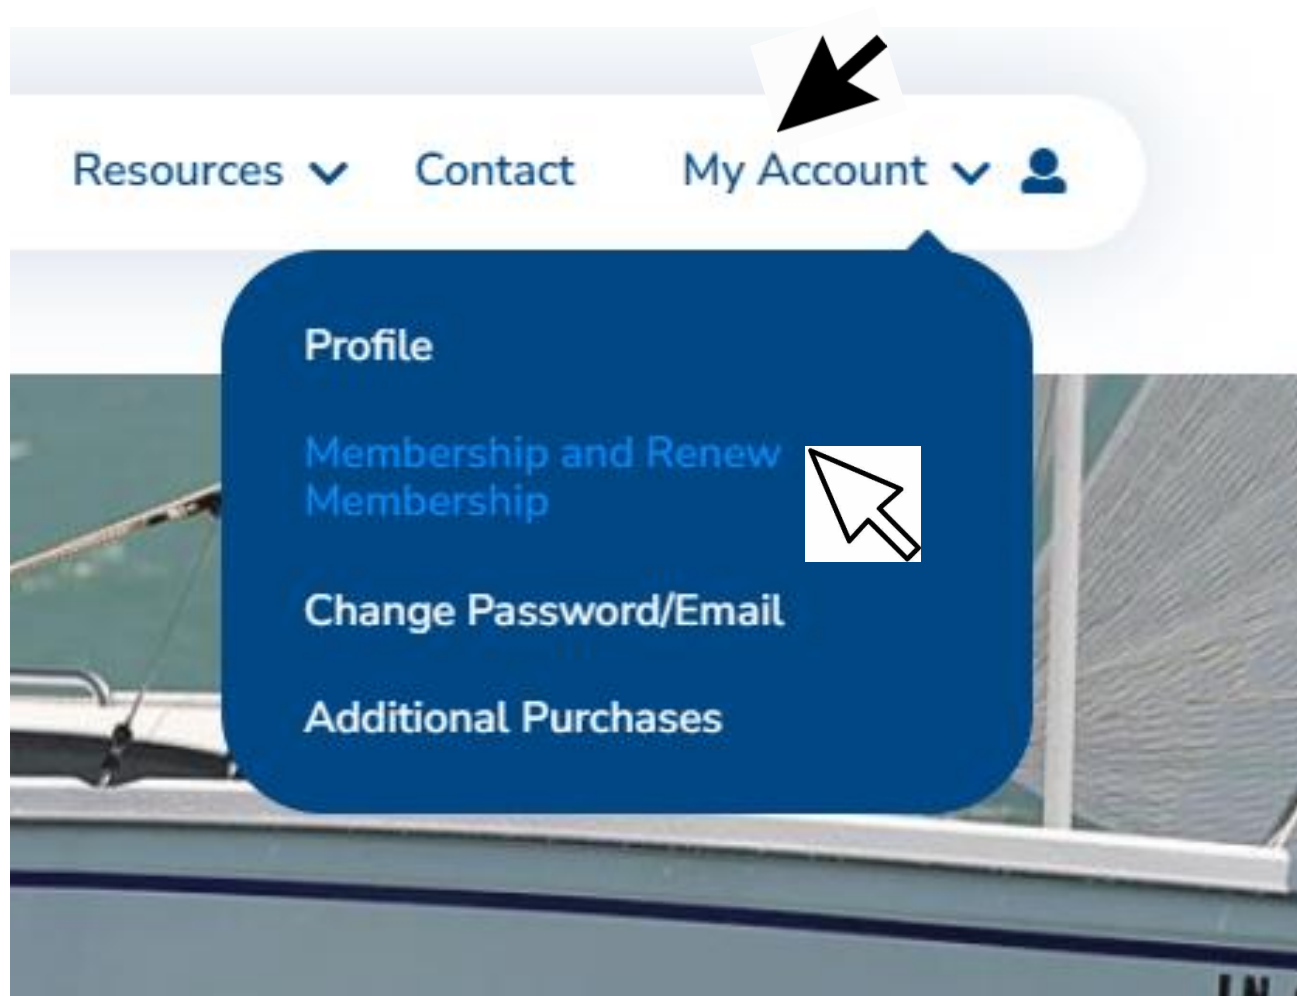 Resources Contact My Account
Profile
Membership and Renew
Membership
Change Password/Email
Additional Purchases